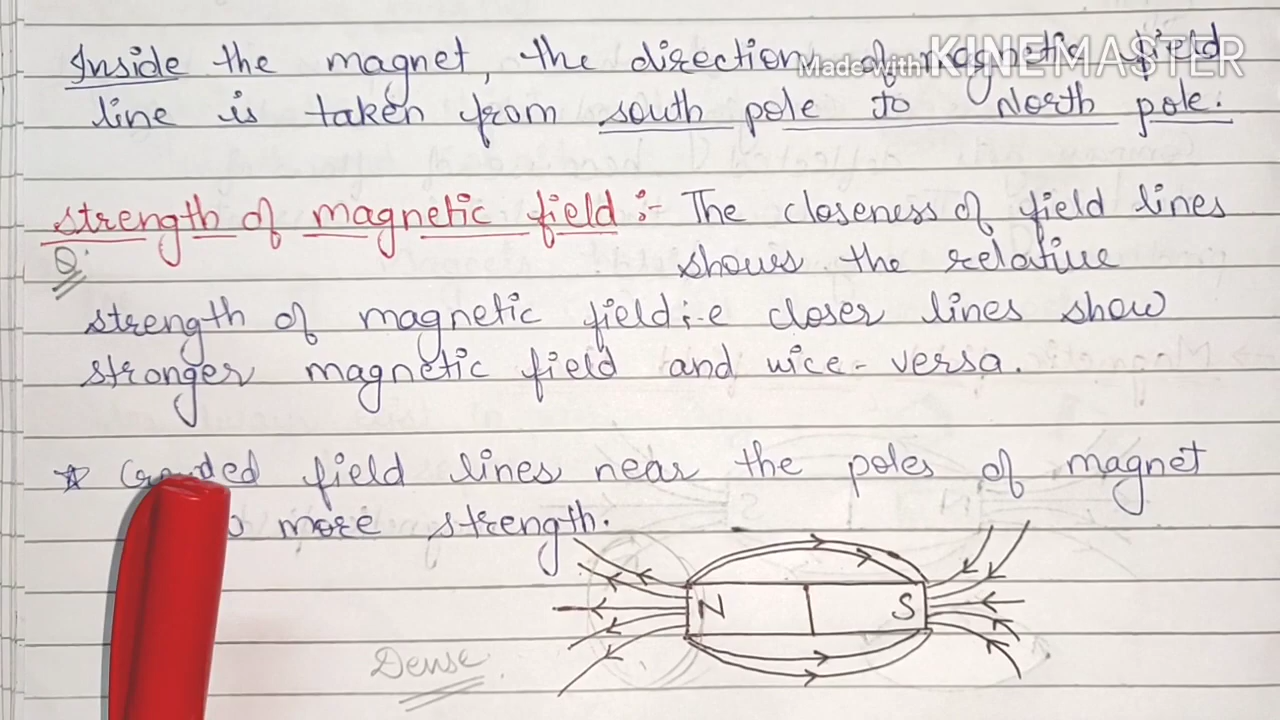 Inside the magnet, the direction of magnetic field
Made with KINEMASTER
line is taken from south pole to North pole.
strength of magnetic field :- The closeness of field lines
Q.
shows the relative
strength of magnetic field i.e closer lines show
stronger magnetic field and vice-versa.
* field lines near the poles of magnet
more strength.
N S
Dense